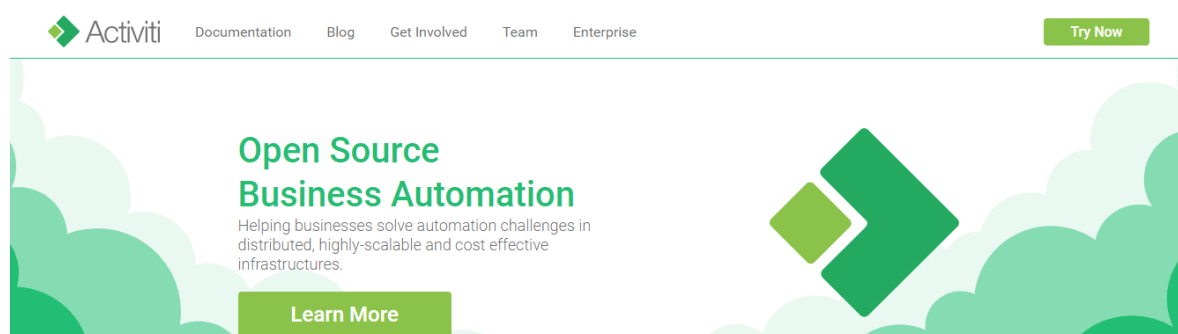 Activiti Documentation Blog Get Involved Team Enterprise Try Now
Open Source
Business Automation
Helping businesses solve automation challenges in
distributed, highly-scalable and cost effective
infrastructures.
Learn More